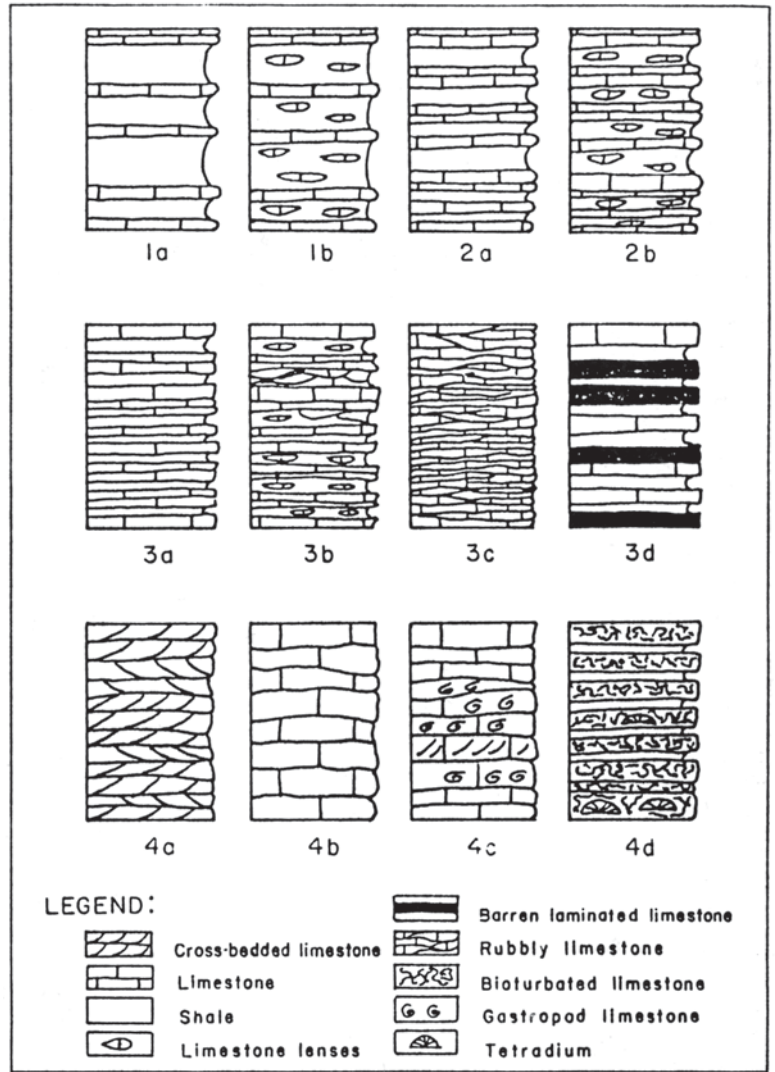 1a 1b 2a 2b
3a 3b 3c 3d
4a 4b 4c 4d
LEGEND:
Cross-bedded limestone
Limestone
Shale
Limestone lenses
Barren laminated limestone
Rubbly limestone
Bioturbated limestone
Gastropod limestone
Tetradium